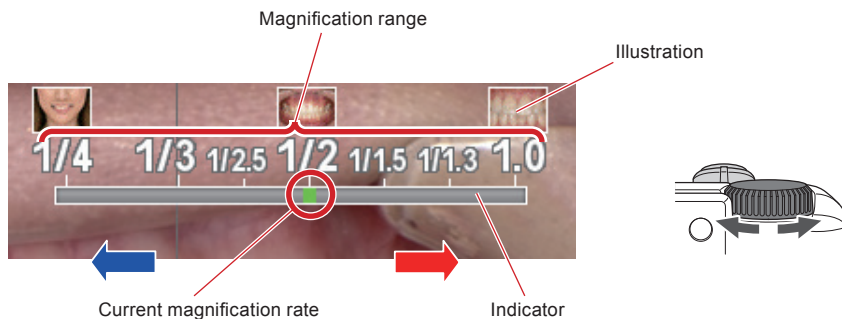 Magnification range
Illustration
1/4 1/3 1/2.5 1/2 1/1.5 1/1.3 1.0
Current magnification rate
Indicator